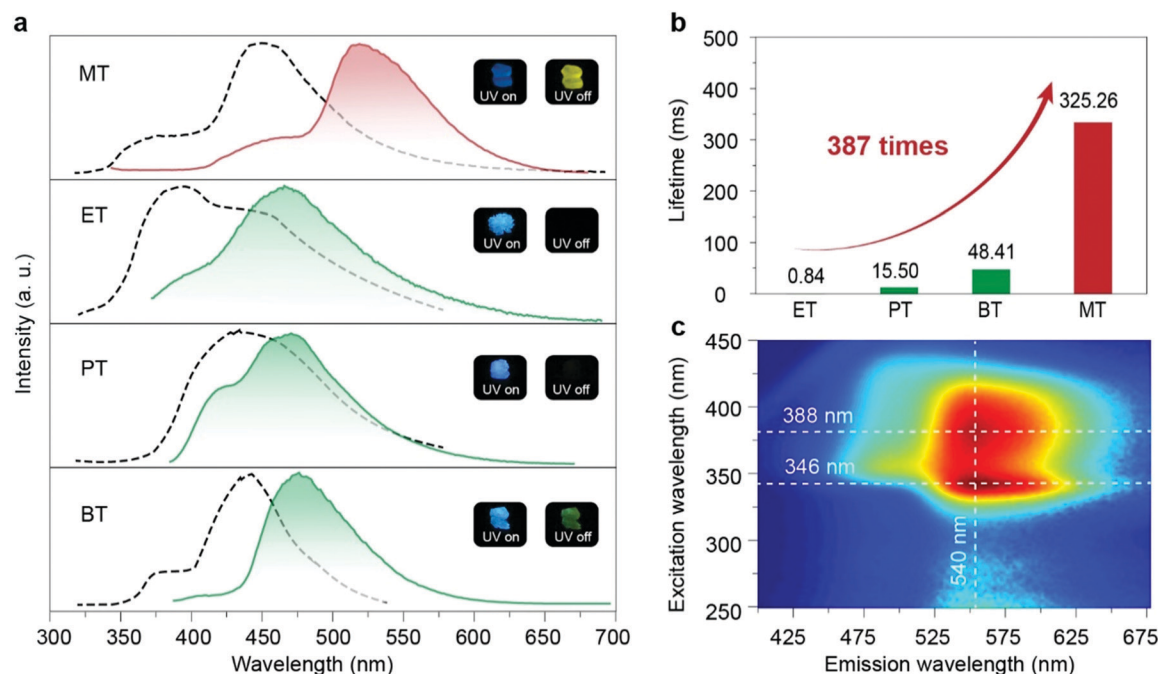 a
MT
UV on
UV off
ET
UV on
UV off
PT
UV on
UV off
BT
UV on
UV off
Intensity (a. u.)
300 350 400 450 500 550 600 650 700
Wavelength (nm)
b
500
400
300
200
100
0
Lifetime (ms)
387 times
0.84
15.50
48.41
325.26
ET PT BT MT
c
450
400
350
300
250
Excitation wavelength (nm)
388 nm
346 nm
540 nm
425 475 525 575 625 675
Emission wavelength (nm)